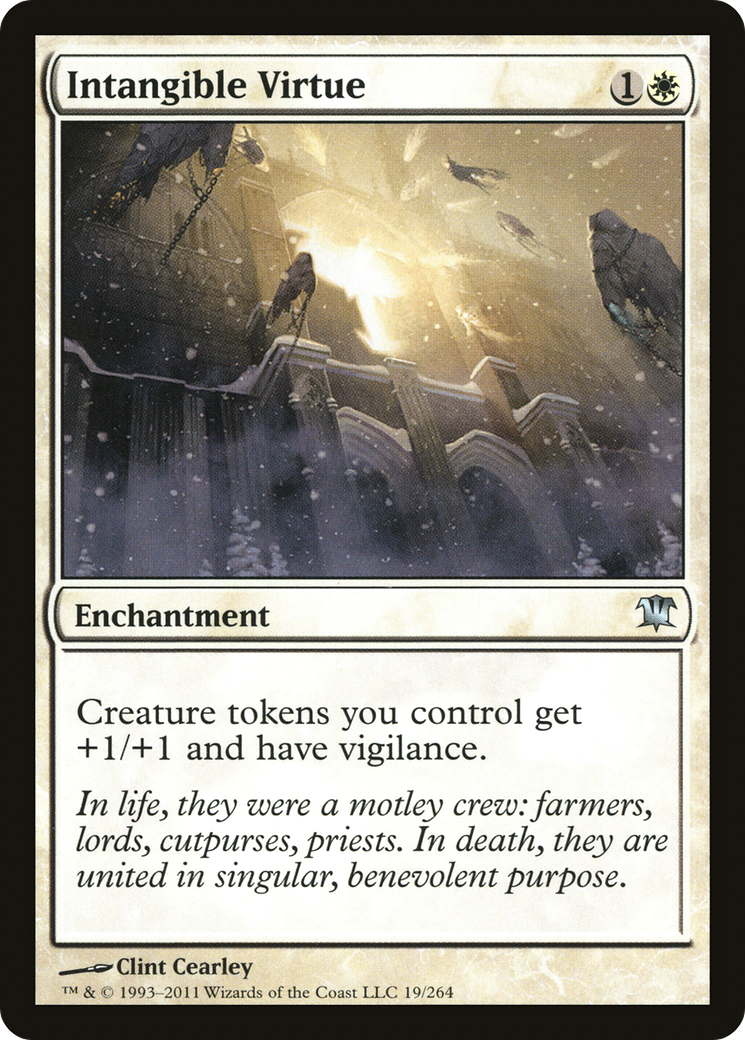 Intangible Virtue 1
Enchantment
Creature tokens you control get
+1/+1 and have vigilance.
In life, they were a motley crew: farmers,
lords, cutpurses, priests. In death, they are
united in singular, benevolent purpose.
Clint Cearley
™ & © 1993–2011 Wizards of the Coast LLC 19/264